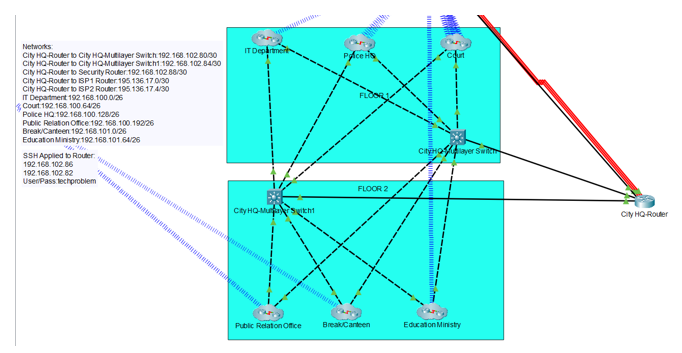 Networks:
City HQ-Router to City HQ-Multilayer Switch:192.168.102.80/30
City HQ-Router to City HQ-Multilayer Switch1:192.168.102.84/30
City HQ-Router to Security Router:192.168.102.88/30
City HQ-Router to ISP1 Router:195.136.17.0/30
City HQ-Router to ISP2 Router:195.136.17.4/30
IT Department:192.168.100.0/26
Court:192.168.100.64/26
Police HQ:192.168.100.128/26
Public Relation Office:192.168.100.192/26
Break/Canteen:192.168.101.0/26
Education Ministry:192.168.101.64/26
SSH Applied to Router:
192.168.102.86
192.168.102.82
User/Pass:techproblem
IT Department
Police HQ
Court
FLOOR 1
City HQ-Multilayer Switch
FLOOR 2
City HQ-Multilayer Switch1
City HQ-Router
Public Relation Office
Break/Canteen
Education Ministry